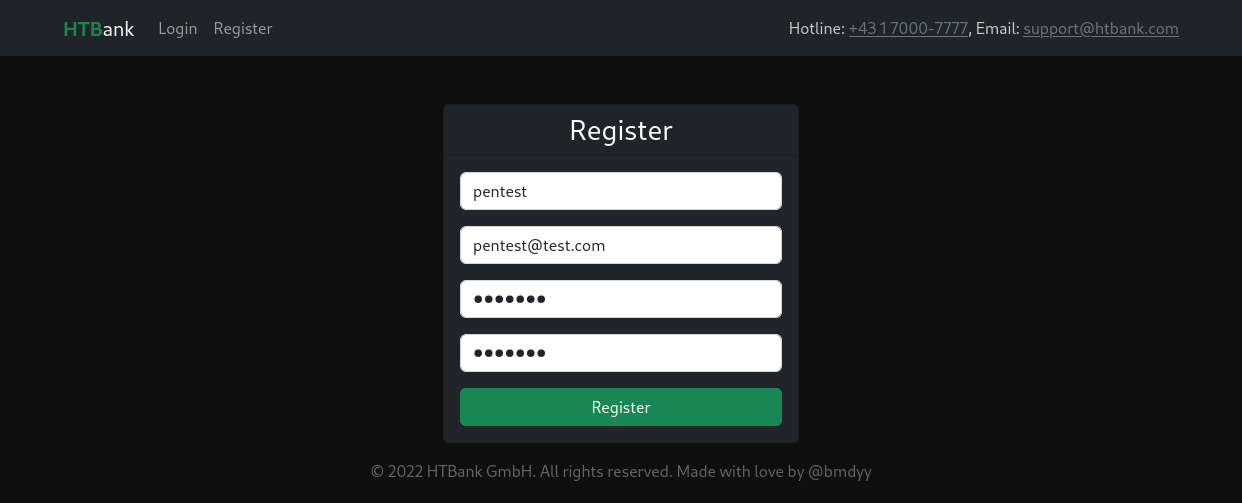 HTBank Login Register Hotline: +43 1 7000-7777, Email: support@htbank.com
Register
pentest
pentest@test.com
•••••••
•••••••
Register
© 2022 HTBank GmbH. All rights reserved. Made with love by @bmdyy